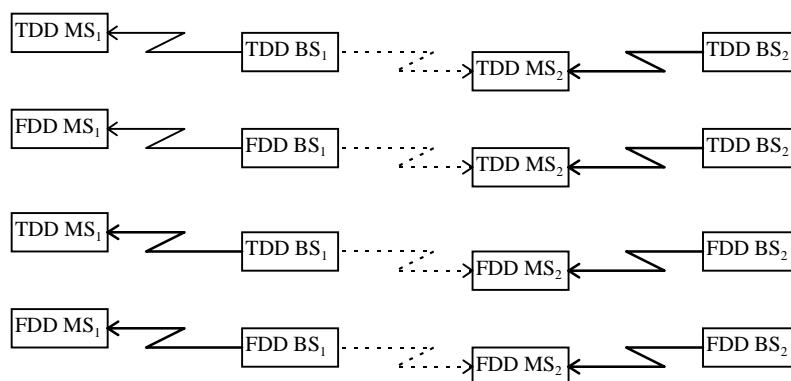 TDD MS₁ TDD BS₁ TDD MS₂ TDD BS₂
FDD MS₁ FDD BS₁ TDD MS₂ TDD BS₂
TDD MS₁ TDD BS₁ FDD MS₂ FDD BS₂
FDD MS₁ FDD BS₁ FDD MS₂ FDD BS₂